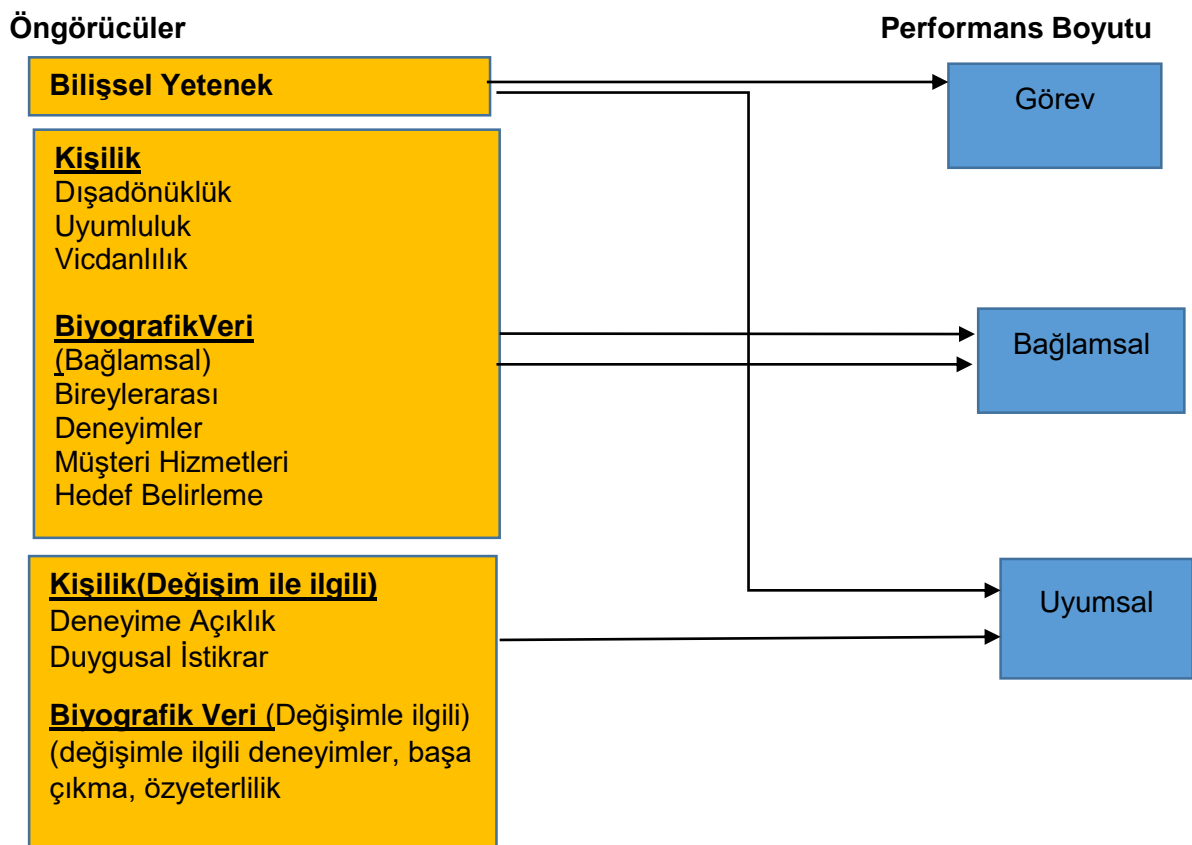 Öngörücüler
Performans Boyutu
Bilişsel Yetenek
Görev
Kişilik
Dışadönüklük
Uyumluluk
Vicdanlılık
BiyografikVeri
(Bağlamsal)
Bireylerarası
Deneyimler
Müşteri Hizmetleri
Hedef Belirleme
Bağlamsal
Kişilik(Değişim ile ilgili)
Deneyime Açıklık
Duygusal İstikrar
Biyografik Veri (Değişimle ilgili)
(değişimle ilgili deneyimler, başa
çıkma, özyeterlilik
Uyumsal